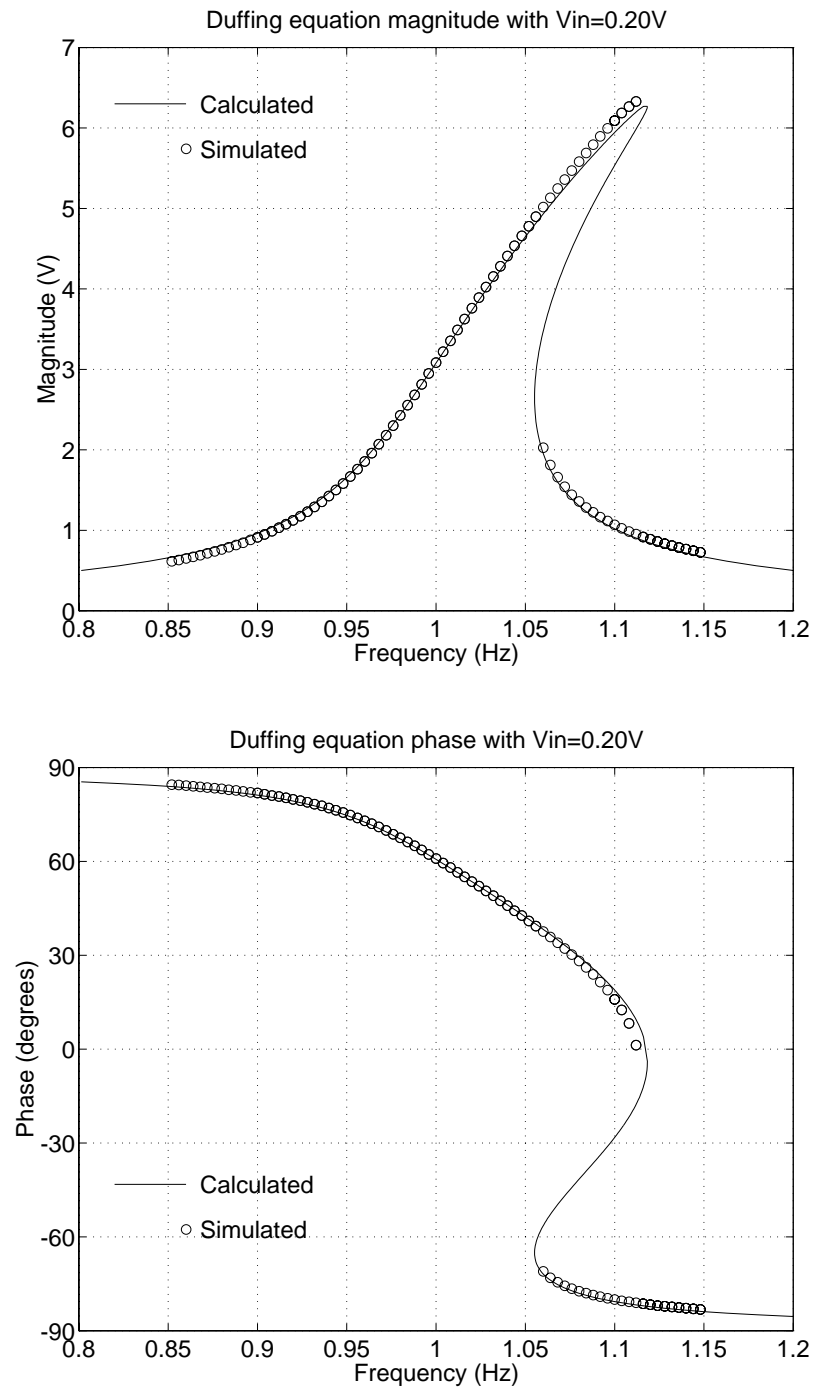 Duffing equation magnitude with Vin=0.20V
7
6
5
4
3
2
1
0
Magnitude (V)
Calculated
Simulated
0.8 0.85 0.9 0.95 1 1.05 1.1 1.15 1.2
Frequency (Hz)
Duffing equation phase with Vin=0.20V
90
60
30
0
-30
-60
-90
Phase (degrees)
Calculated
Simulated
0.8 0.85 0.9 0.95 1 1.05 1.1 1.15 1.2
Frequency (Hz)